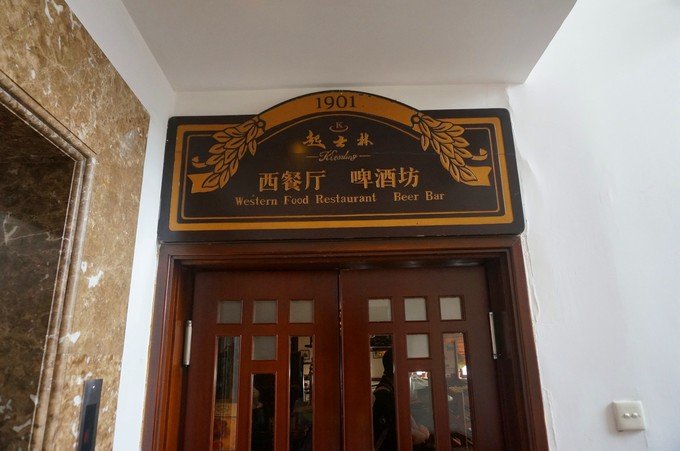 1901
K
起士林
Kiessling
西餐厅 啤酒坊
Western Food Restaurant Beer Bar